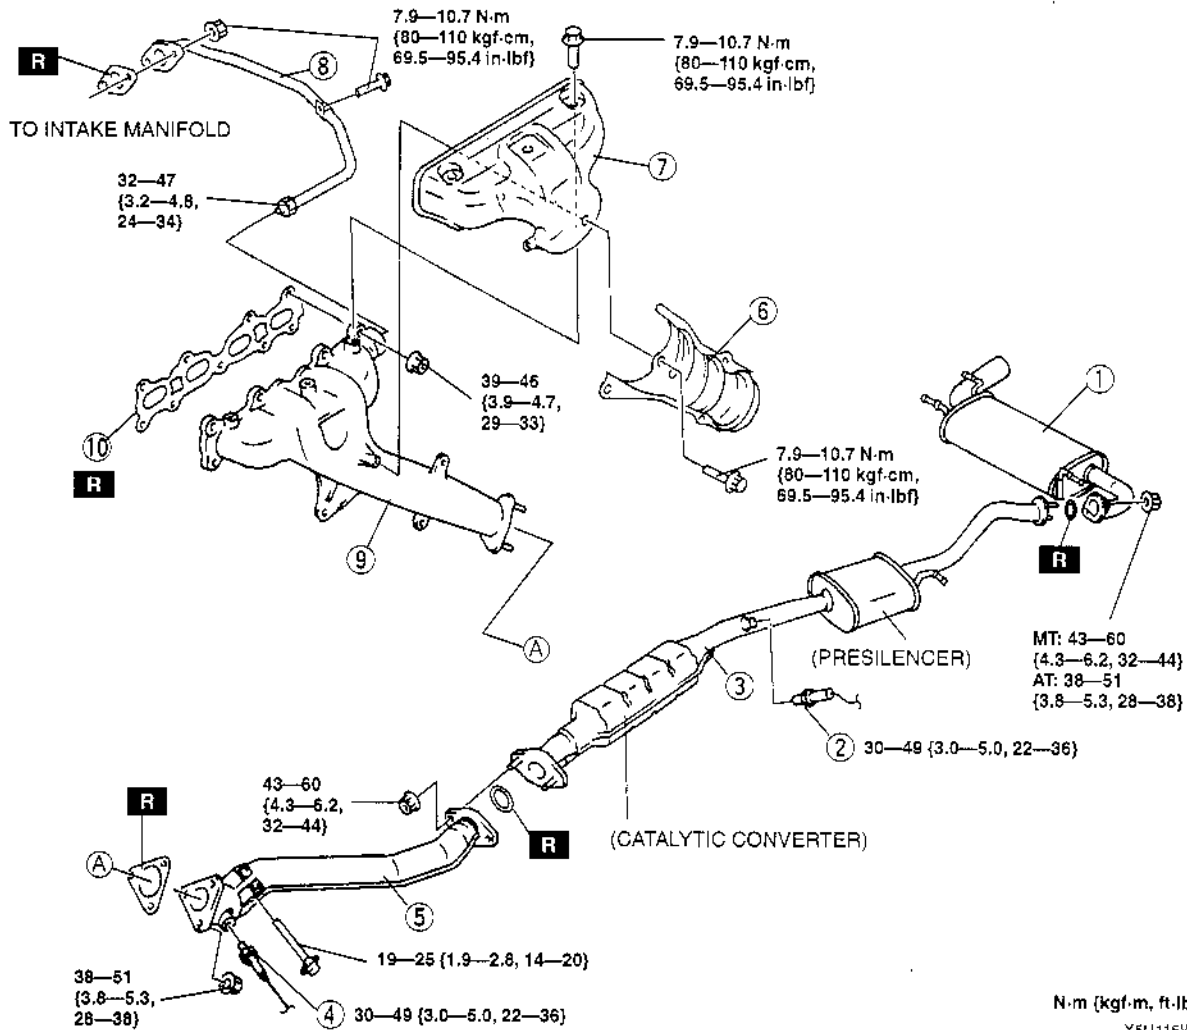 7.9—10.7 N·m
{80—110 kgf·cm,
69.5—95.4 in·lbf}
7.9—10.7 N·m
{80—110 kgf·cm,
69.5—95.4 in·lbf}
R
8
TO INTAKE MANIFOLD
7
32—47
{3.2—4.8,
24—34}
6
1
39—46
{3.9—4.7,
29—33}
10
R
7.9—10.7 N·m
{80—110 kgf·cm,
69.5—95.4 in·lbf}
9
R
A
(PRESILENCER)
MT: 43—60
{4.3—6.2, 32—44}
AT: 38—51
{3.8—5.3, 28—38}
3
2 30—49 {3.0—5.0, 22—36}
43—60
{4.3—6.2,
32—44}
R
R
(CATALYTIC CONVERTER)
A
5
19—25 {1.9—2.8, 14—20}
38—51
{3.8—5.3,
28—38}
4 30—49 {3.0—5.0, 22—36}
N·m {kgf·m, ft·lb